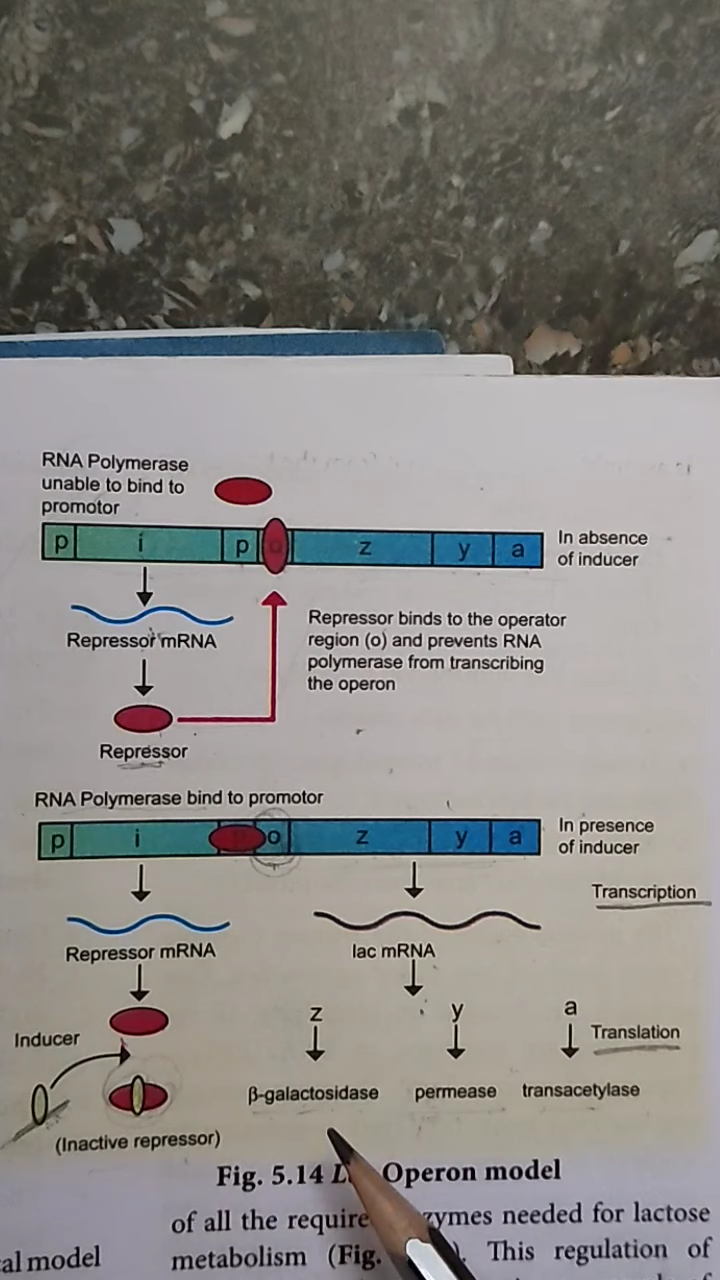 RNA Polymerase
unable to bind to
promotor
p i p o z y a
In absence
of inducer
Repressor mRNA
Repressor binds to the operator
region (o) and prevents RNA
polymerase from transcribing
the operon
Repressor
RNA Polymerase bind to promotor
p i o z y a
In presence
of inducer
Transcription
Repressor mRNA
lac mRNA
z y a
Translation
Inducer
β-galactosidase permease transacetylase
(Inactive repressor)
Fig. 5.14 Operon model
of all the needed for lactose
metabolism (Fig. ). This regulation of
model